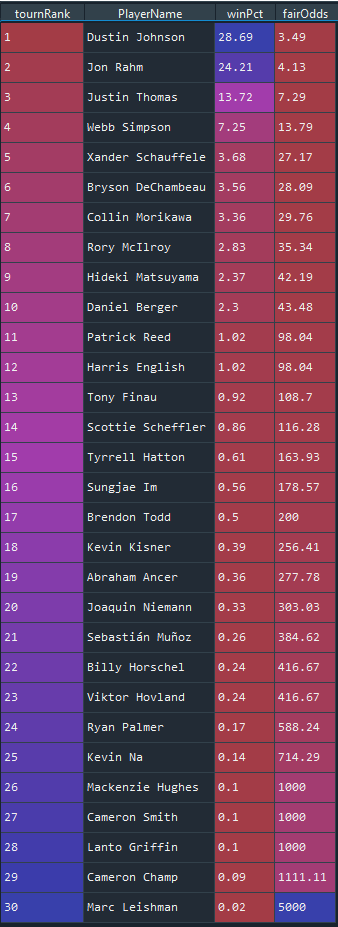 tournRank PlayerName winPct fairOdds
1 Dustin Johnson 28.69 3.49
2 Jon Rahm 24.21 4.13
3 Justin Thomas 13.72 7.29
4 Webb Simpson 7.25 13.79
5 Xander Schauffele 3.68 27.17
6 Bryson DeChambeau 3.56 28.09
7 Collin Morikawa 3.36 29.76
8 Rory McIlroy 2.83 35.34
9 Hideki Matsuyama 2.37 42.19
10 Daniel Berger 2.3 43.48
11 Patrick Reed 1.02 98.04
12 Harris English 1.02 98.04
13 Tony Finau 0.92 108.7
14 Scottie Scheffler 0.86 116.28
15 Tyrrell Hatton 0.61 163.93
16 Sungjae Im 0.56 178.57
17 Brendon Todd 0.5 200
18 Kevin Kisner 0.39 256.41
19 Abraham Ancer 0.36 277.78
20 Joaquin Niemann 0.33 303.03
21 Sebastián Muñoz 0.26 384.62
22 Billy Horschel 0.24 416.67
23 Viktor Hovland 0.24 416.67
24 Ryan Palmer 0.17 588.24
25 Kevin Na 0.14 714.29
26 Mackenzie Hughes 0.1 1000
27 Cameron Smith 0.1 1000
28 Lanto Griffin 0.1 1000
29 Cameron Champ 0.09 1111.11
30 Marc Leishman 0.02 5000